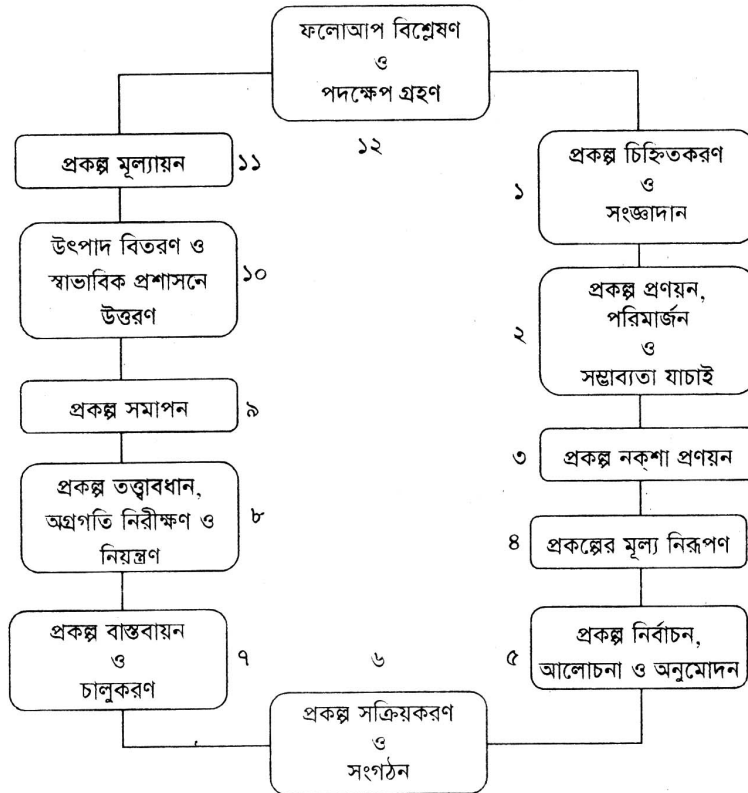 ফলোআপ বিশ্লেষণ
ও
পদক্ষেপ গ্রহণ
১২
প্রকল্প চিহ্নিতকরণ
ও
সংজ্ঞাদান
১
প্রকল্প প্রণয়ন,
পরিমার্জন
ও
সম্ভাব্যতা যাচাই
২
৩
প্রকল্প নক্‌শা প্রণয়ন
৪
প্রকল্পের মূল্য নিরূপণ
প্রকল্প নির্বাচন,
আলোচনা ও অনুমোদন
৫
৬
প্রকল্প সক্রিয়করণ
ও
সংগঠন
প্রকল্প বাস্তবায়ন
ও
চালুকরণ
৭
প্রকল্প তত্ত্বাবধান,
অগ্রগতি নিরীক্ষণ ও
নিয়ন্ত্রণ
৮
প্রকল্প সমাপন
৯
উৎপাদ বিতরণ ও
স্বাভাবিক প্রশাসনে
উত্তরণ
১০
প্রকল্প মূল্যায়ন
১১